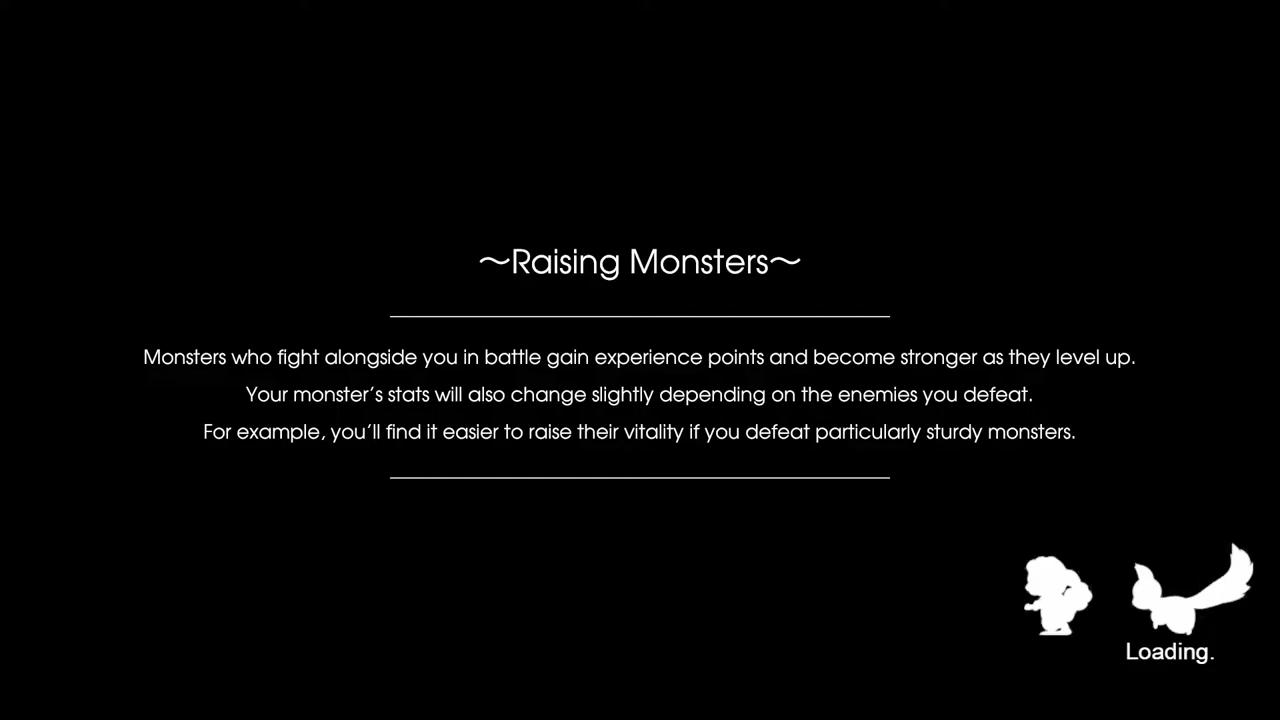 ～Raising Monsters～
Monsters who fight alongside you in battle gain experience points and become stronger as they level up.
Your monster’s stats will also change slightly depending on the enemies you defeat.
For example, you’ll find it easier to raise their vitality if you defeat particularly sturdy monsters.
Loading.